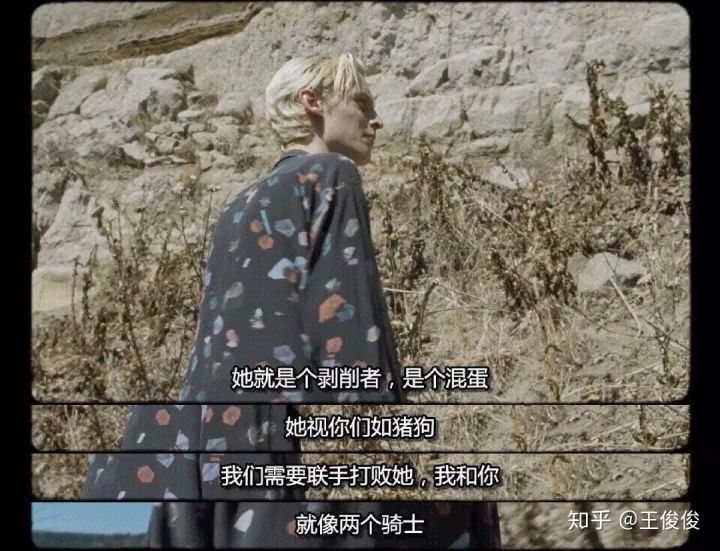 她就是个剥削者，是个混蛋
她视你们如猪狗
我们需要联手打败她，我和你
就像两个骑士
知乎 @王俊俊